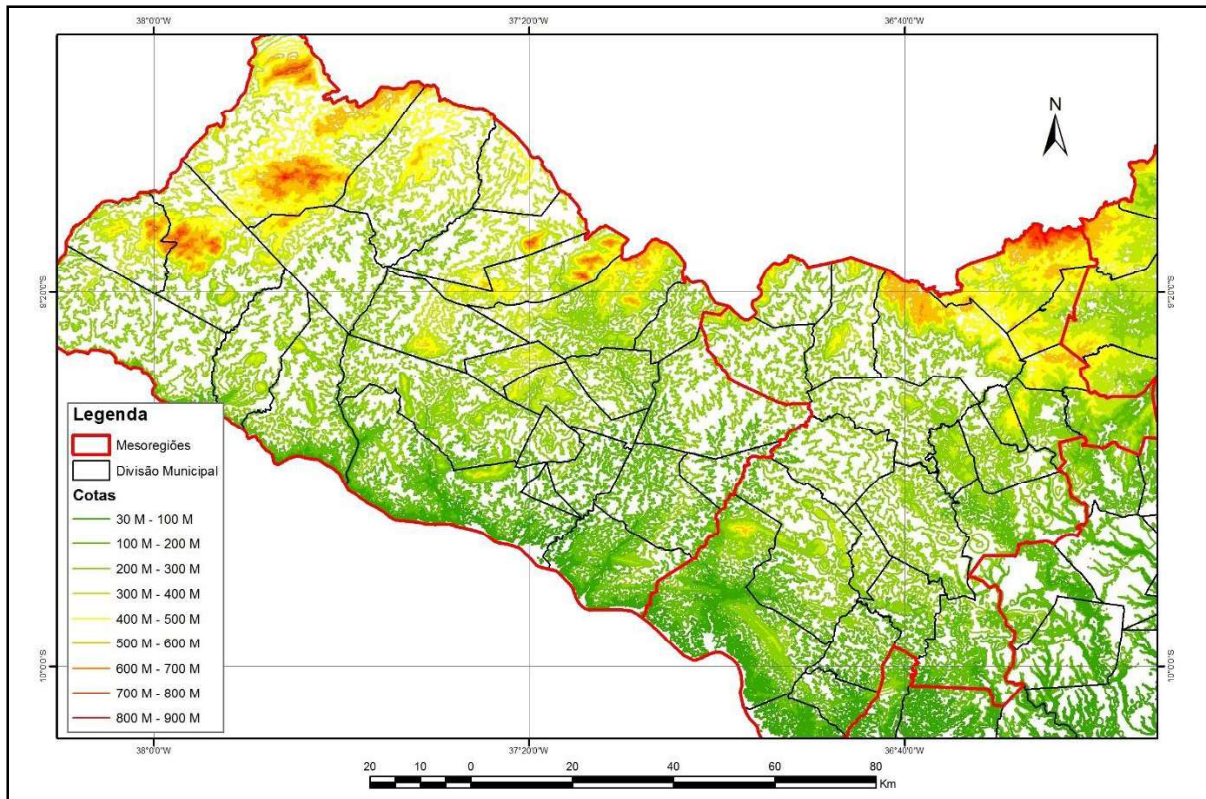 38°0'0"W 37°20'0"W 36°40'0"W
N
9°20'0"S 9°20'0"S
Legenda
Mesoregiões
Divisão Municipal
Cotas
30 M - 100 M
100 M - 200 M
200 M - 300 M
300 M - 400 M
400 M - 500 M
500 M - 600 M
600 M - 700 M
700 M - 800 M
800 M - 900 M
10°0'0"S 10°0'0"S
38°0'0"W 37°20'0"W 36°40'0"W
20 10 0 20 40 60 80
Km